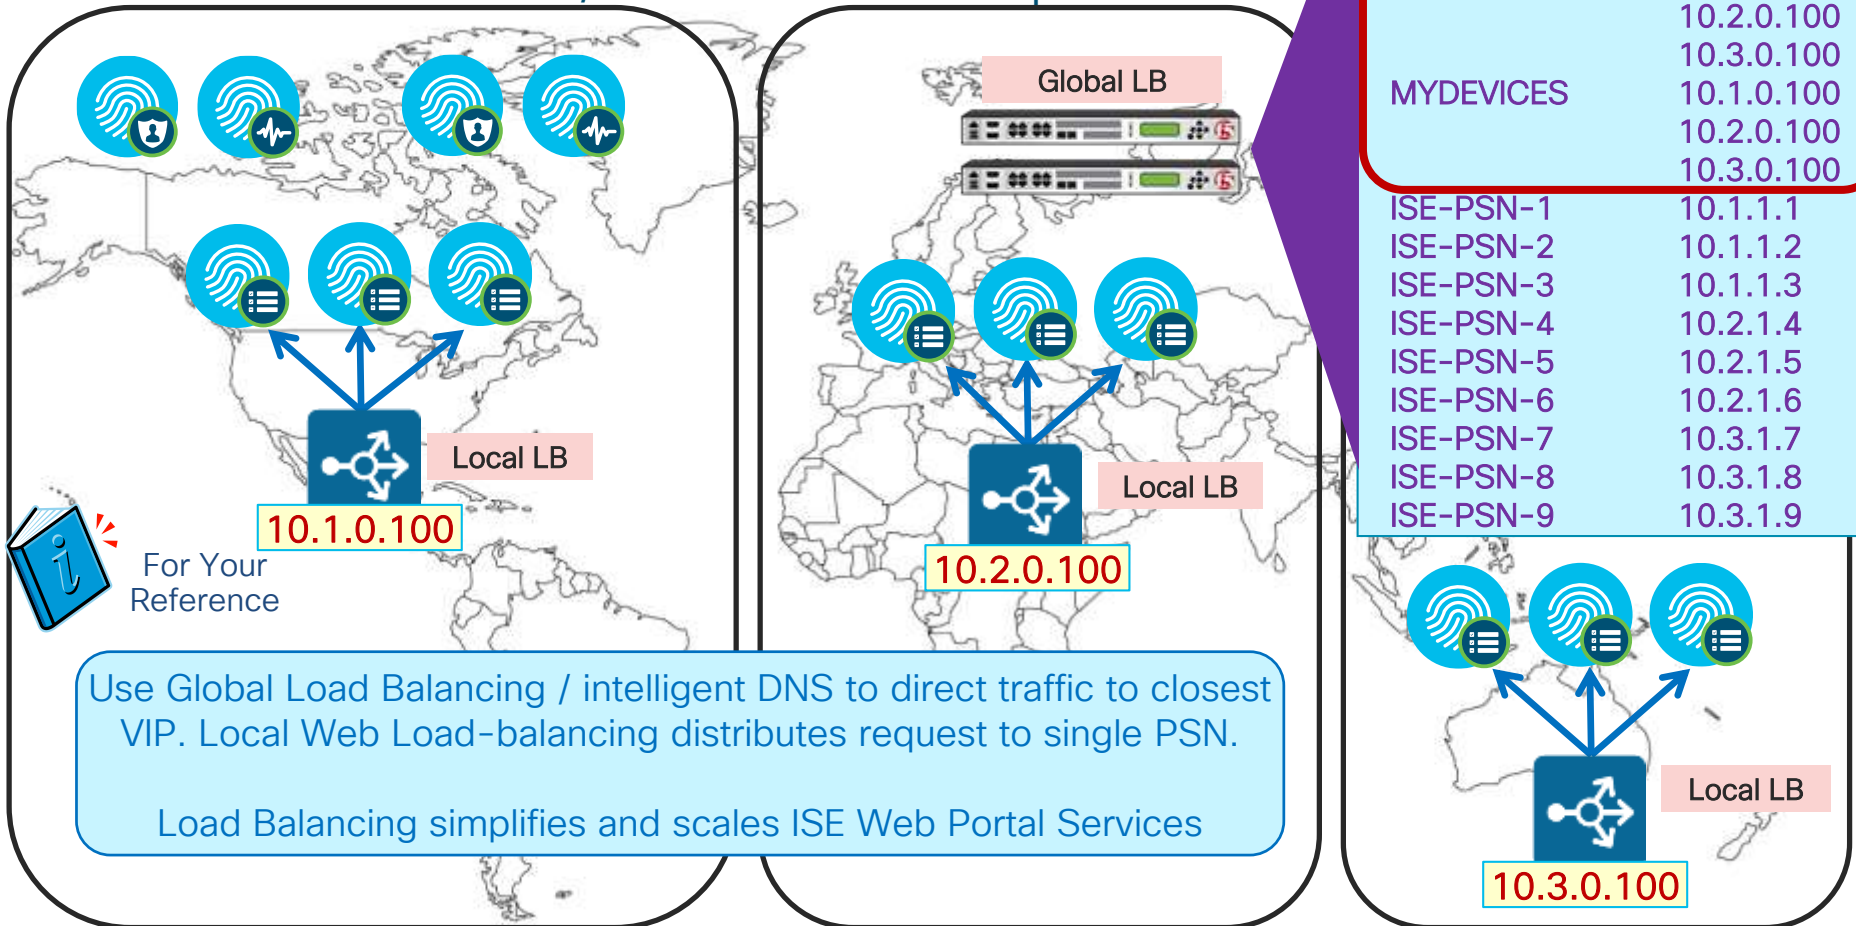 Global LB
10.2.0.100
10.3.0.100
MYDEVICES 10.1.0.100
10.2.0.100
10.3.0.100
ISE-PSN-1 10.1.1.1
ISE-PSN-2 10.1.1.2
ISE-PSN-3 10.1.1.3
ISE-PSN-4 10.2.1.4
ISE-PSN-5 10.2.1.5
ISE-PSN-6 10.2.1.6
ISE-PSN-7 10.3.1.7
ISE-PSN-8 10.3.1.8
ISE-PSN-9 10.3.1.9
Local LB
10.1.0.100
Local LB
10.2.0.100
i
For Your
Reference
Use Global Load Balancing / intelligent DNS to direct traffic to closest
VIP. Local Web Load-balancing distributes request to single PSN.
Load Balancing simplifies and scales ISE Web Portal Services
Local LB
10.3.0.100